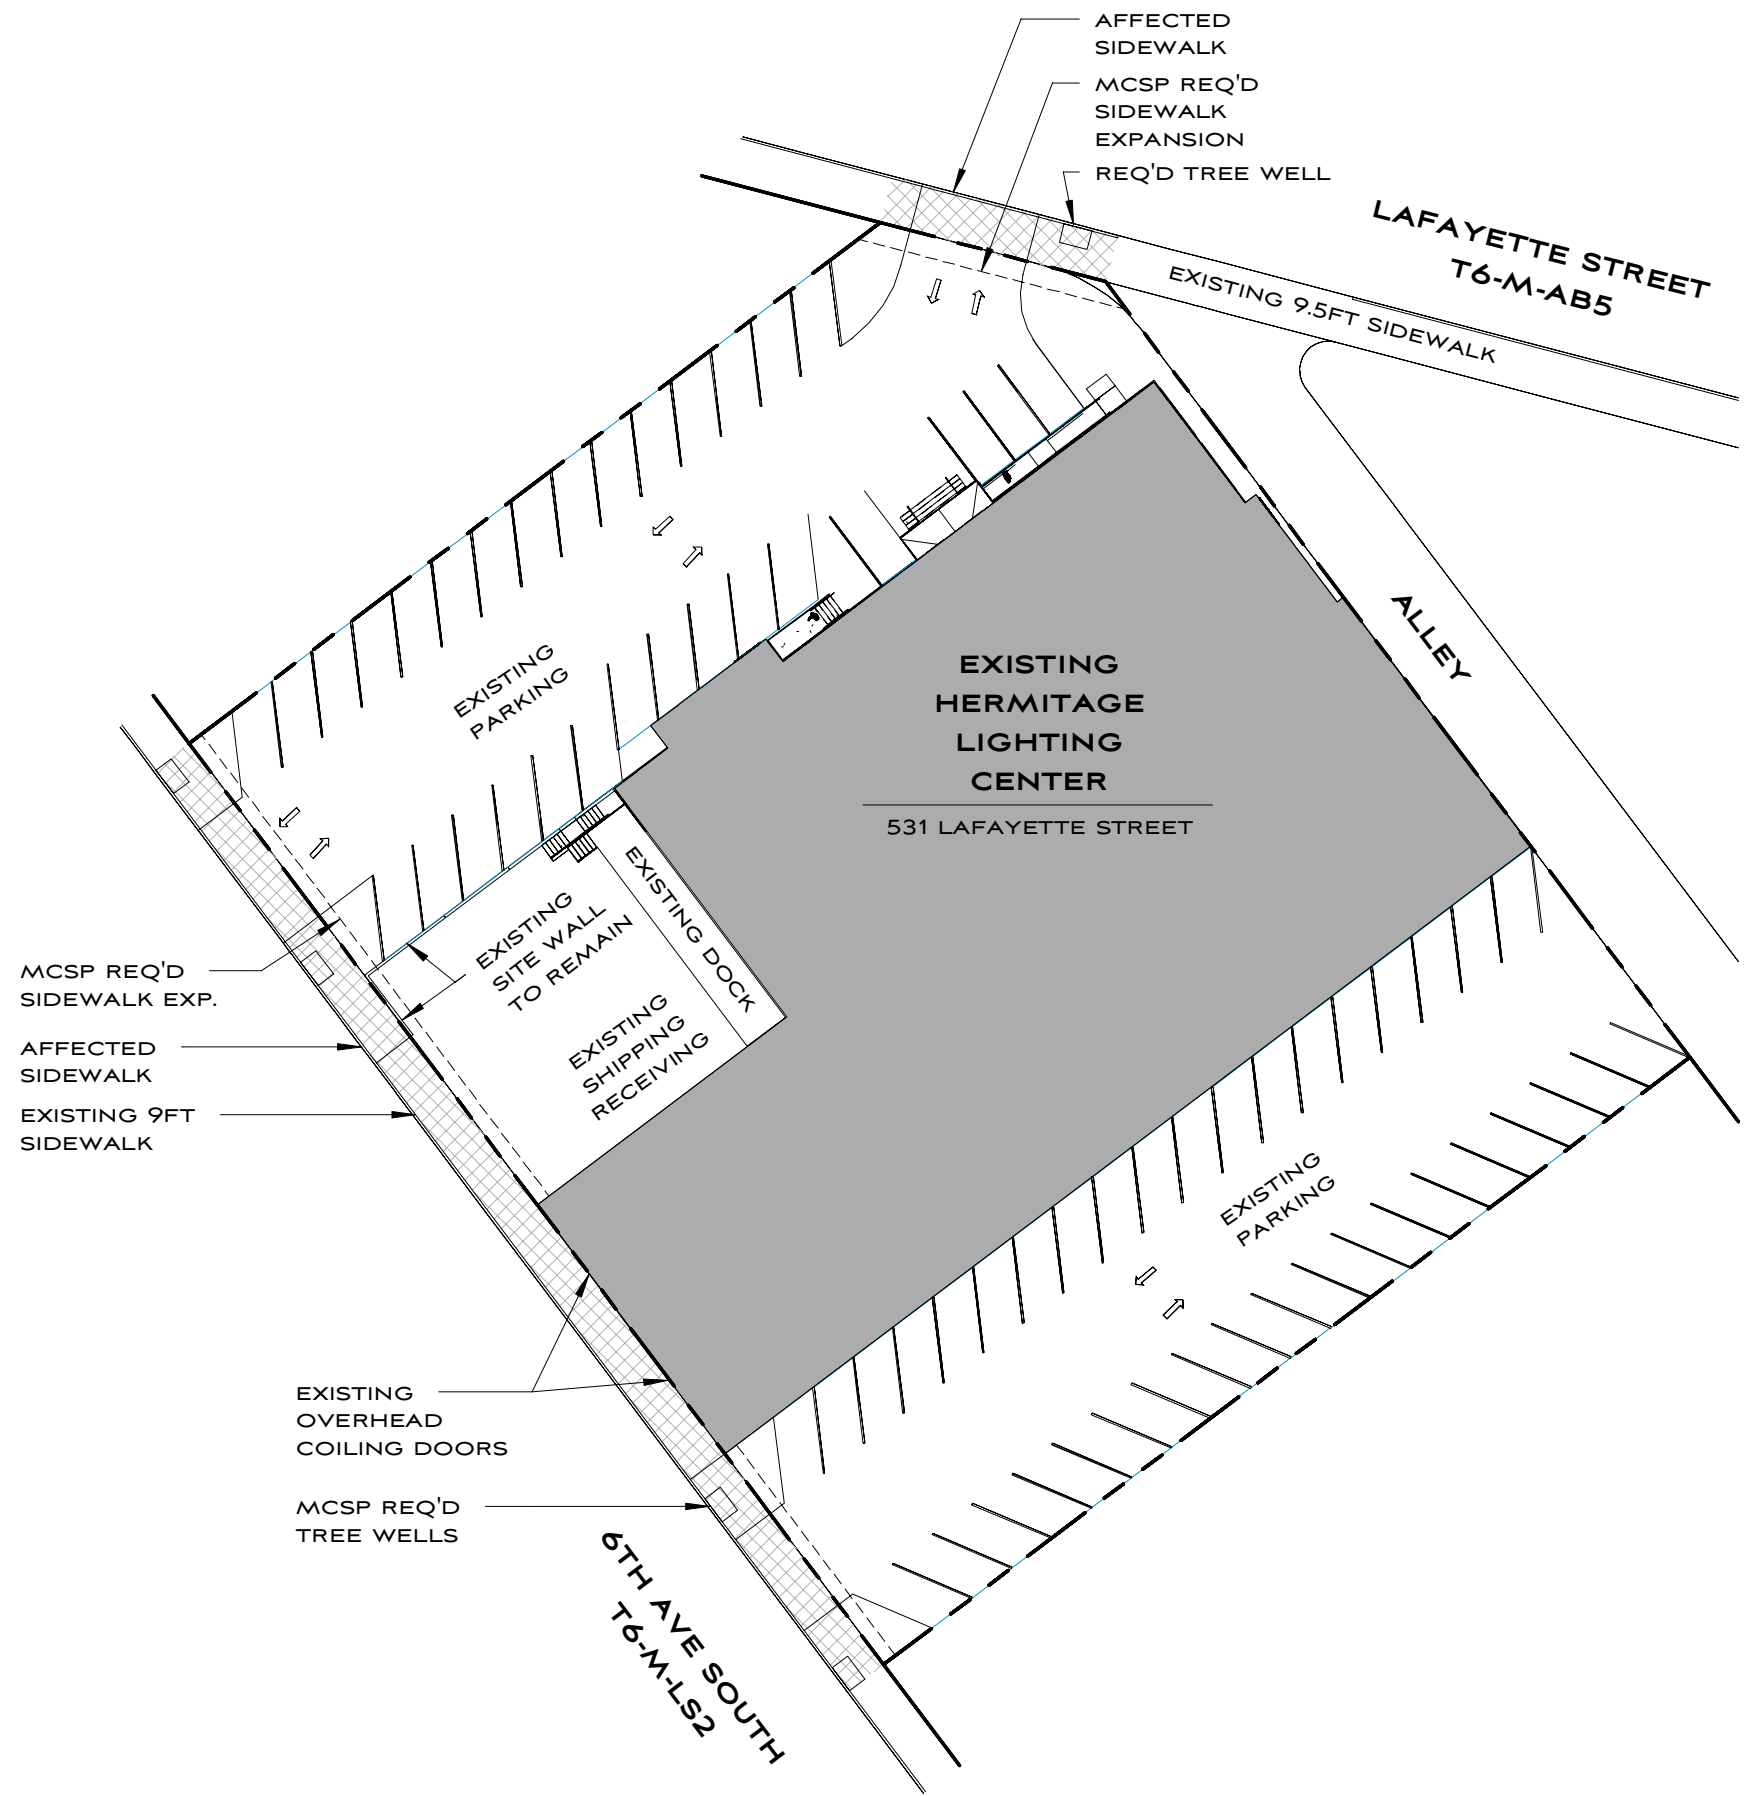 AFFECTED
SIDEWALK
MCSP REQ'D
SIDEWALK
EXPANSION
REQ'D TREE WELL
LAFAYETTE STREET
T6-M-AB5
EXISTING 9.5FT SIDEWALK
ALLEY
EXISTING
HERMITAGE
LIGHTING
CENTER
531 LAFAYETTE STREET
EXISTING
PARKING
EXISTING DOCK
EXISTING
SITE WALL
TO REMAIN
EXISTING
SHIPPING
RECEIVING
MCSP REQ'D
SIDEWALK EXP.
AFFECTED
SIDEWALK
EXISTING 9FT
SIDEWALK
EXISTING
PARKING
EXISTING
OVERHEAD
COILING DOORS
MCSP REQ'D
TREE WELLS
6TH AVE SOUTH
T6-M-LS2